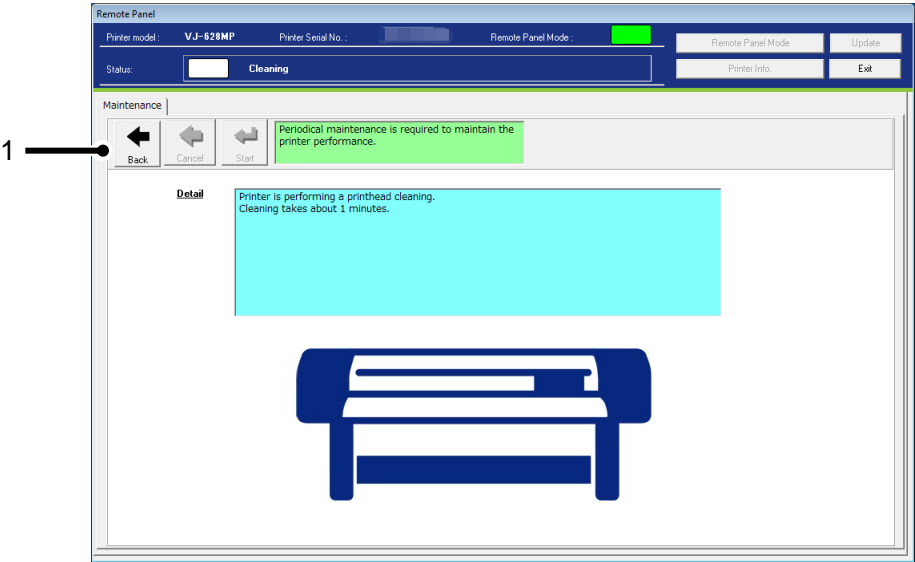 Remote Panel
Printer model : VJ-628MP Printer Serial No. : Remote Panel Mode : Remote Panel Mode Update
Status: Cleaning Printer Info. Exit
Maintenance
1
Back Cancel Start
Periodical maintenance is required to maintain the
printer performance.
Detail
Printer is performing a printhead cleaning.
Cleaning takes about 1 minutes.